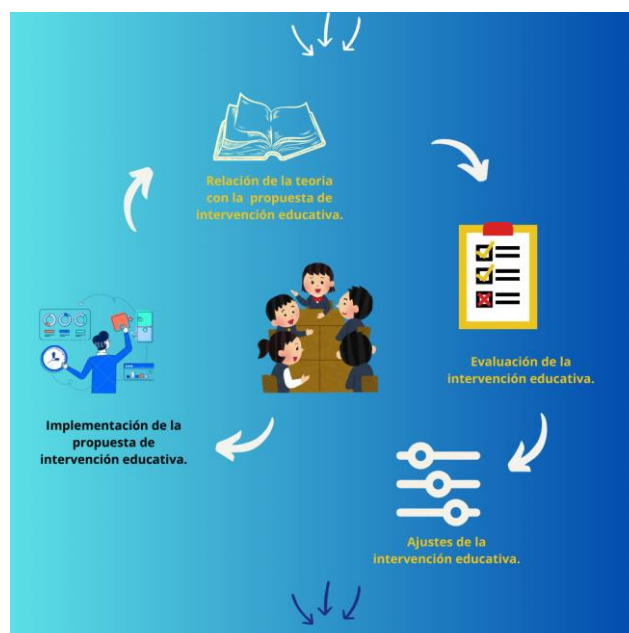 Relación de la teoria
con la propuesta de
intervención educativa.
Evaluación de la
intervención educativa.
Ajustes de la
intervención educativa.
Implementación de la
propuesta de
intervención educativa.